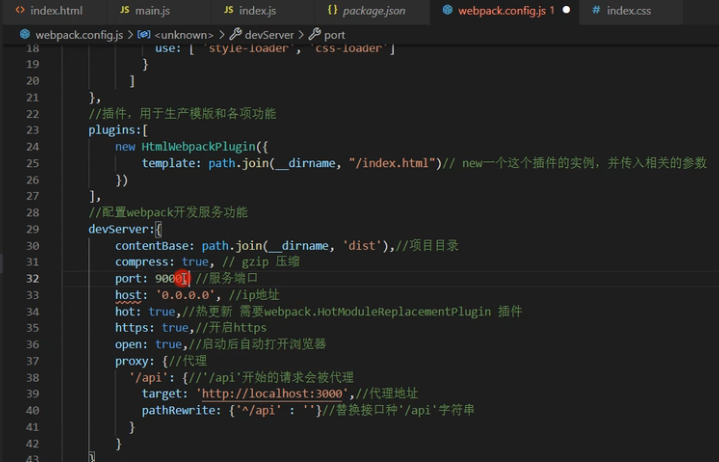 index.html
main.js
index.js
package.json
webpack.config.js 1
index.css
webpack.config.js > <unknown> > devServer > port
18 use: [ 'style-loader', 'css-loader']
19 }
20 ]
21 },
22 //插件，用于生产模版和各项功能
23 plugins:[
24 new HtmlWebpackPlugin({
25 template: path.join(__dirname, "/index.html")// new一个这个插件的实例，并传入相关的参数
26 })
27 ],
28 //配置webpack开发服务功能
29 devServer:{
30 contentBase: path.join(__dirname, 'dist'),//项目目录
31 compress: true, // gzip 压缩
32 port: 9000 //服务端口
33 host: '0.0.0.0', //ip地址
34 hot: true,//热更新 需要webpack.HotModuleReplacementPlugin 插件
35 https: true,//开启https
36 open: true,//启动后自动打开浏览器
37 proxy: {//代理
38 '/api': {//'/api'开始的请求会被代理
39 target: 'http://localhost:3000',//代理地址
40 pathRewrite: {'^/api' : ''}//替换接口种'/api'字符串
41 }
42 }
43 }